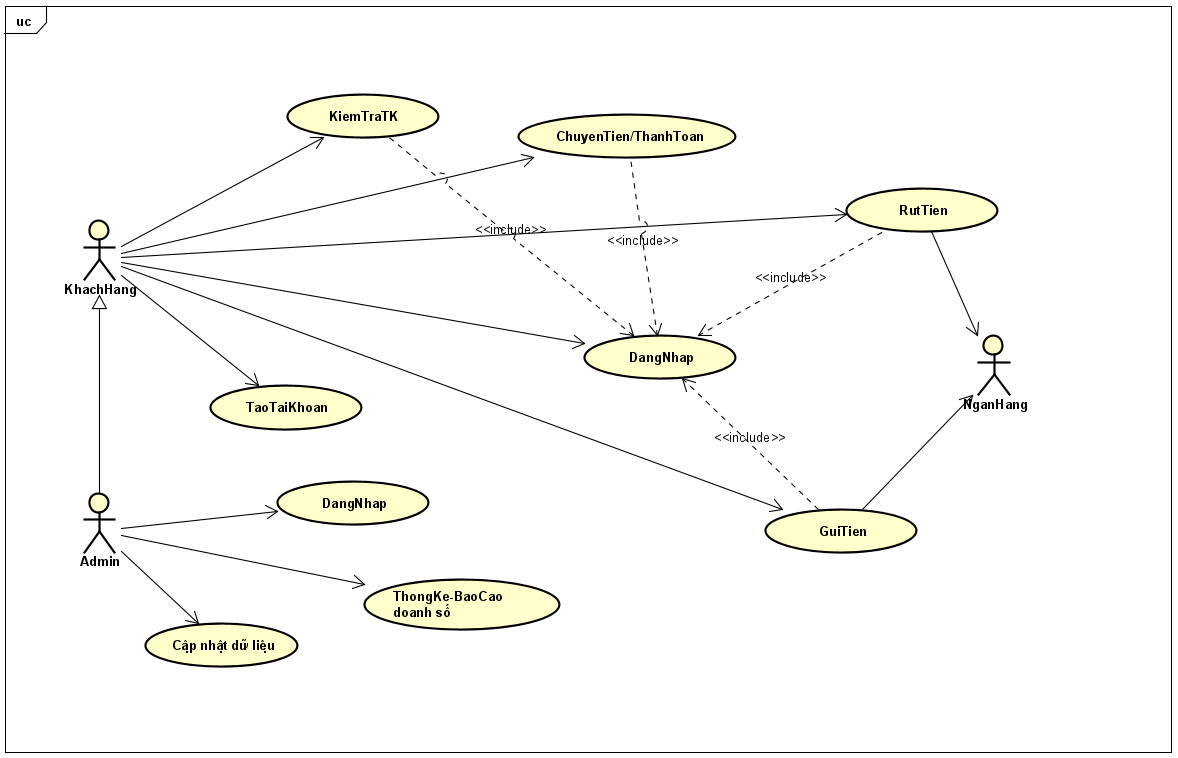 uc
KiemTraTK
ChuyenTien/ThanhToan
RutTien
<<include>>
<<include>>
<<include>>
KhachHang
DangNhap
NganHang
TaoTaiKhoan
<<include>>
DangNhap
GuiTien
Admin
ThongKe-BaoCao
doanh số
Cập nhật dữ liệu